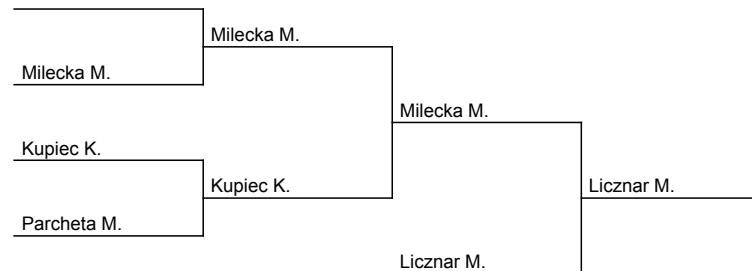 Milecka M.
Milecka M.
Milecka M.
Kupiec K.
Kupiec K.
Licznar M.
Parcheta M.
Licznar M.